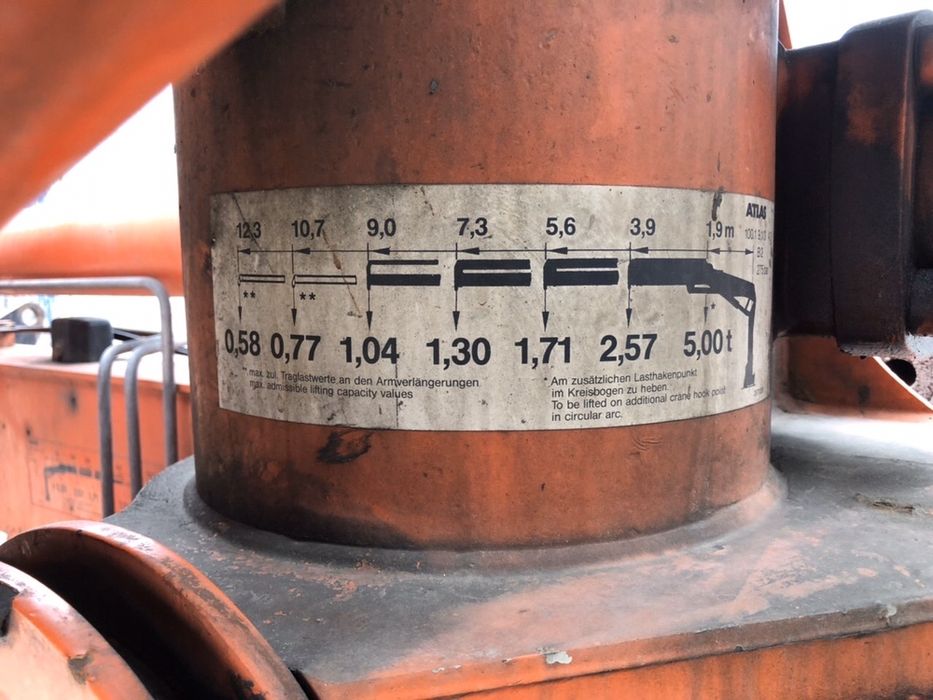 12,3 10,7 9,0 7,3 5,6 3,9 1,9 m
ATLAS
B2
** ** *
0,58 0,77 1,04 1,30 1,71 2,57 5,00 t
** max. zul. Traglastwerte an den Armverlängerungen
max. admissible lifting capacity values
* Am zusätzlichen Lasthakenpunkt
im Kreisbogen zu heben.
To be lifted on additional crane hook point
in circular arc.